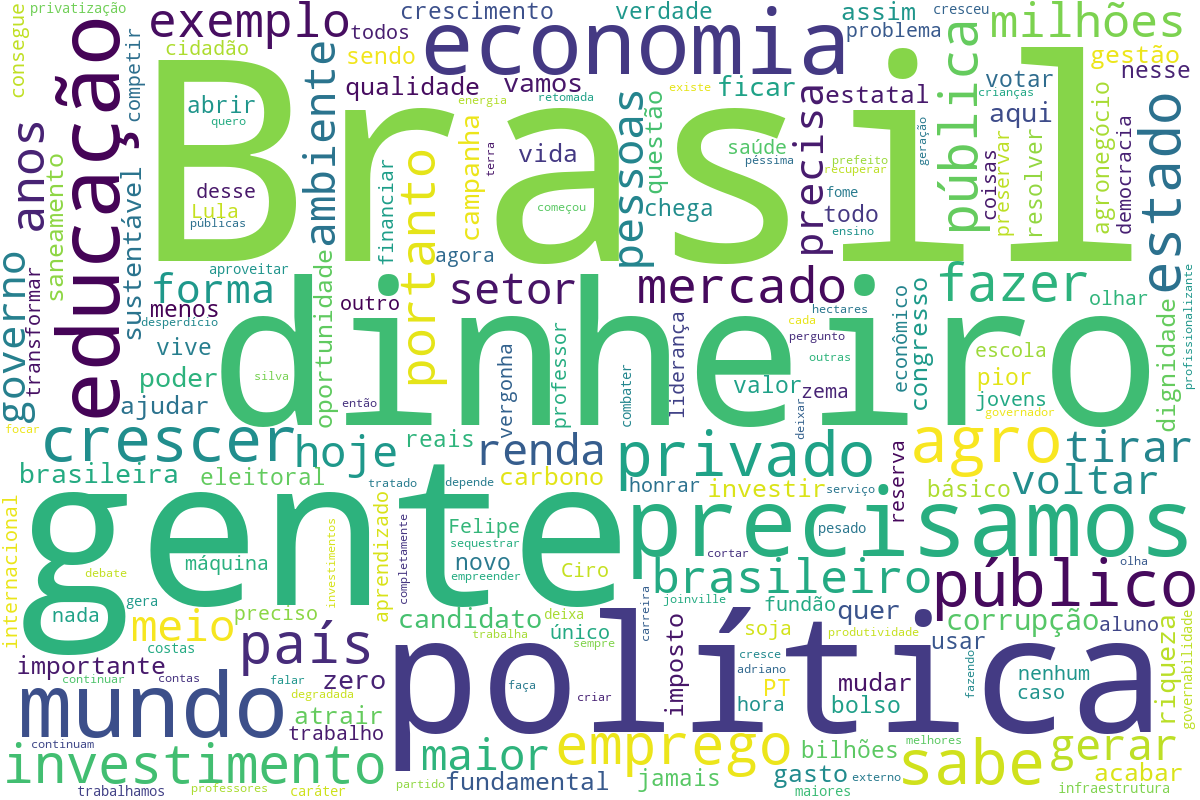 privatização
consegue
exemplo
crescimento
verdade
assim
cresceu
milhões
todos
problema
economia
cidadão
sendo
competir
educação
ambiente
qualidade
vamos
energia
retomada
existe
ficar
estatal
votar
crianças
gestão
nesse
abrir
quero
Brasil
pública
aqui
anos
precisa
pessoas
questão
saúde
péssima
prefeito
recuperar
geração
preservar
resolver
coisas
agronegócio
democracia
estado
saneamento
sustentável
desse
Lula
públicas
financiar
portanto
campanha
terra
vida
começou
chega
fome
todo
ensino
governo
transformar
aproveitar
forma
menos
desperdício
oportunidade
outro
agora
setor
mercado
hectares
cada
pergunto
outras
econômico
congresso
fazer
olhar
dignidade
profissionalizante
vive
poder
ajudar
silva
então
dinheiro
vergonha
professor
combater
liderança
valor
zema
deixar
escola
pior
jovens
governador
focar
crescer
hoje
reais
renda
privado
agro
tirar
brasileira
eleitoral
tratado
depende
carbono
honrar
investir
serviço
reserva
básico
voltar
internacional
gente
máquina
debate
investimentos
aprendizado
completamente
Felipe
sequestrar
novo
empreender
Ciro
precisamos
pesado
cortar
olha
brasileiro
público
nada
gera
preciso
meio
costas
candidato
deixa
trabalha
único
sempre
carreira
joinville
fundão
quer
soja
produtividade
corrupção
usar
aluno
riqueza
governabilidade
importante
continuar
contas
país
falar
zero
degradada
política
faça
criar
imposto
cresce
adriano
PT
hora
mudar
bolso
fazendo
nenhum
caso
mundo
continuam
atrair
trabalho
investimento
maior
emprego
bilhões
melhores
sabe
gerar
acabar
trabalhamos
professores
caráter
partido
fundamental
jamais
gasto
maiores
externo
infraestrutura